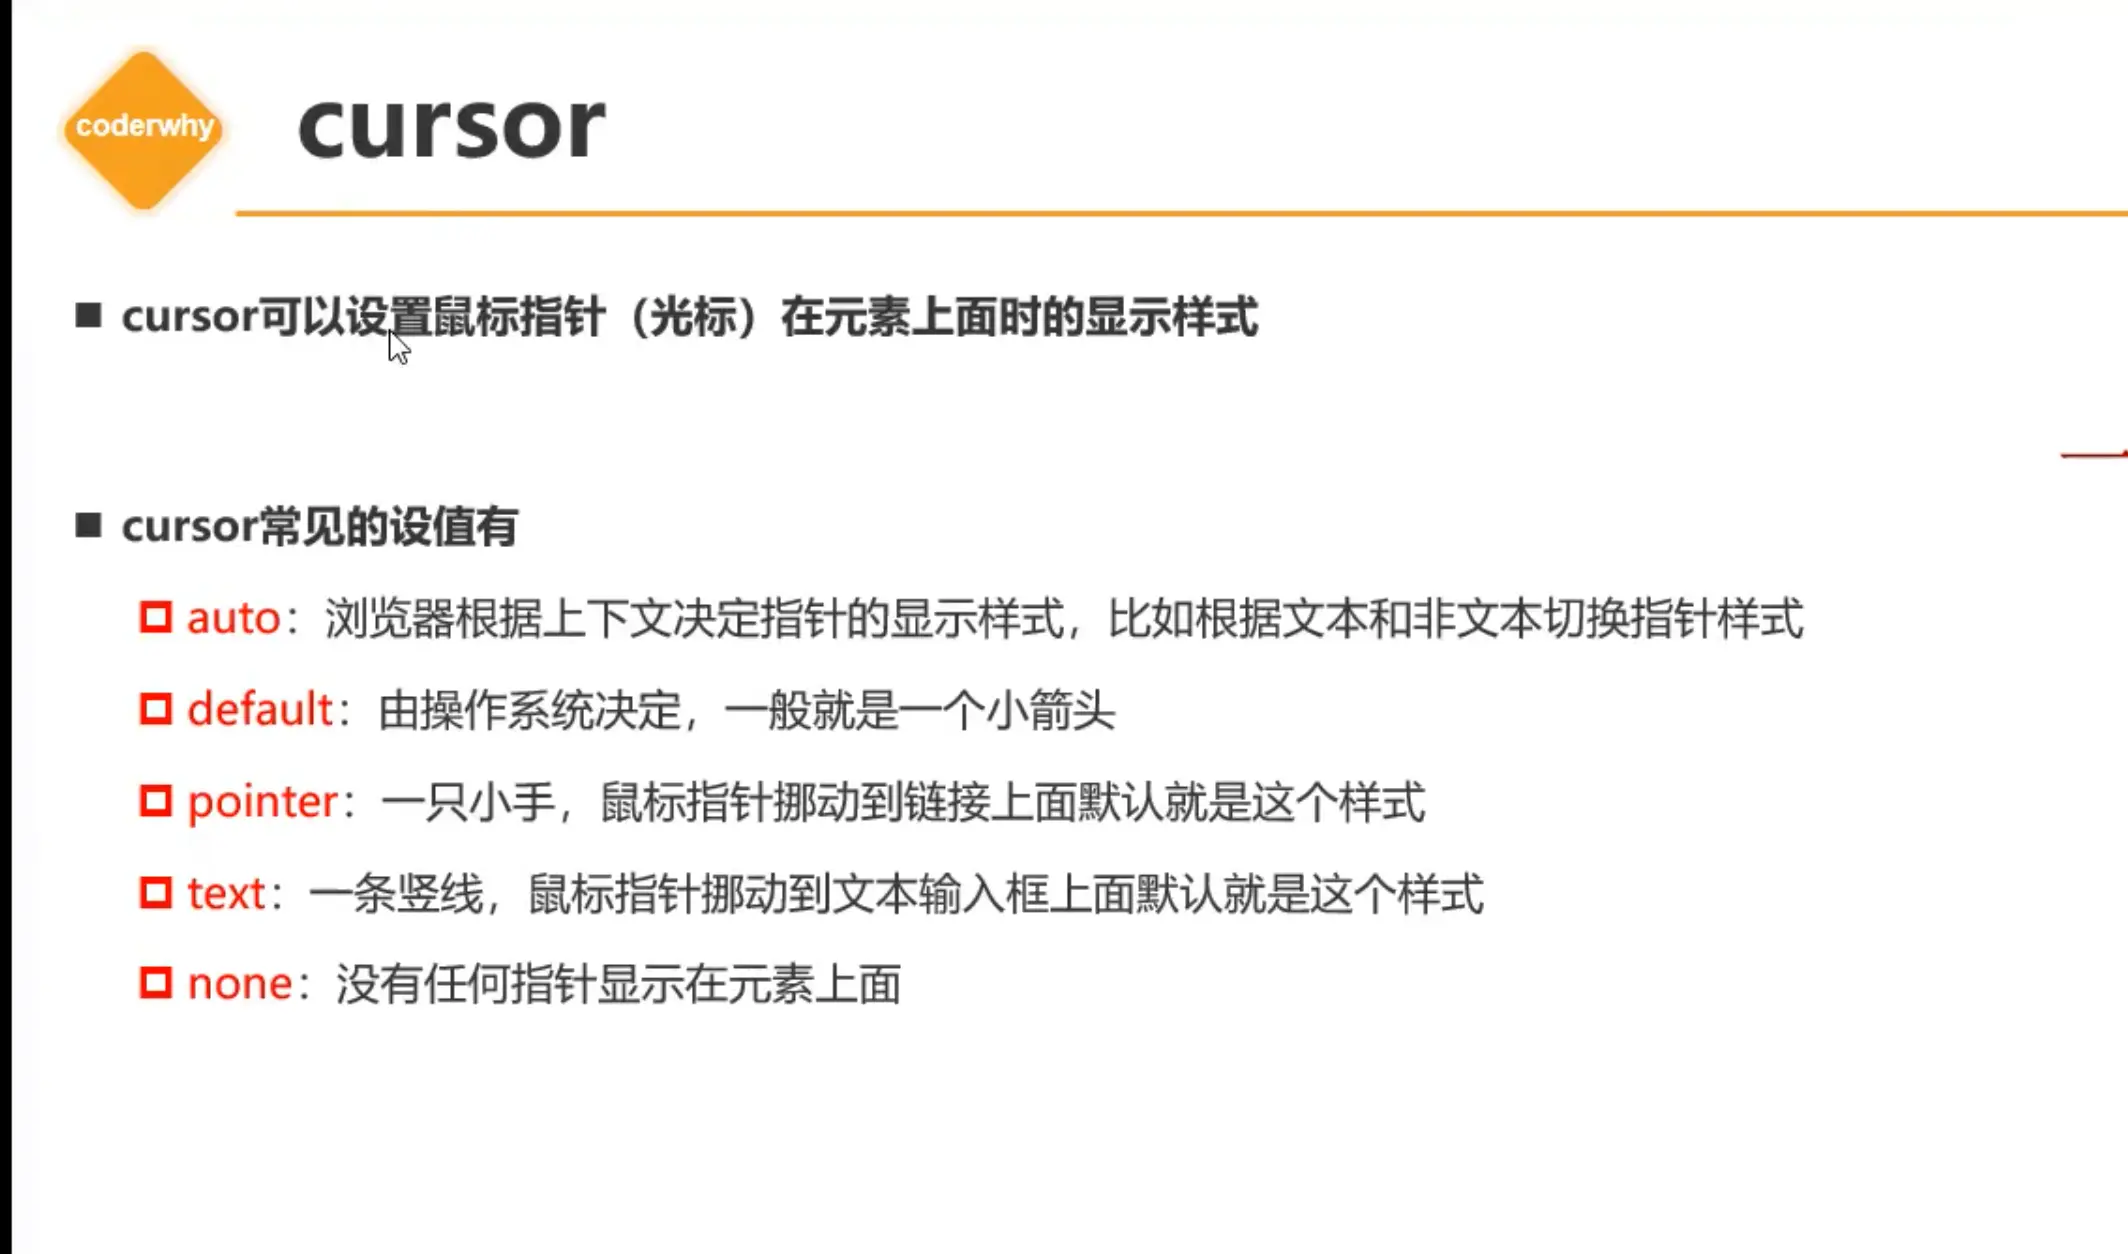 coderwhy
cursor
cursor可以设置鼠标指针（光标）在元素上面时的显示样式
cursor常见的设值有
auto：浏览器根据上下文决定指针的显示样式，比如根据文本和非文本切换指针样式
default：由操作系统决定，一般就是一个小箭头
pointer：一只小手，鼠标指针挪动到链接上面默认就是这个样式
text：一条竖线，鼠标指针挪动到文本输入框上面默认就是这个样式
none：没有任何指针显示在元素上面